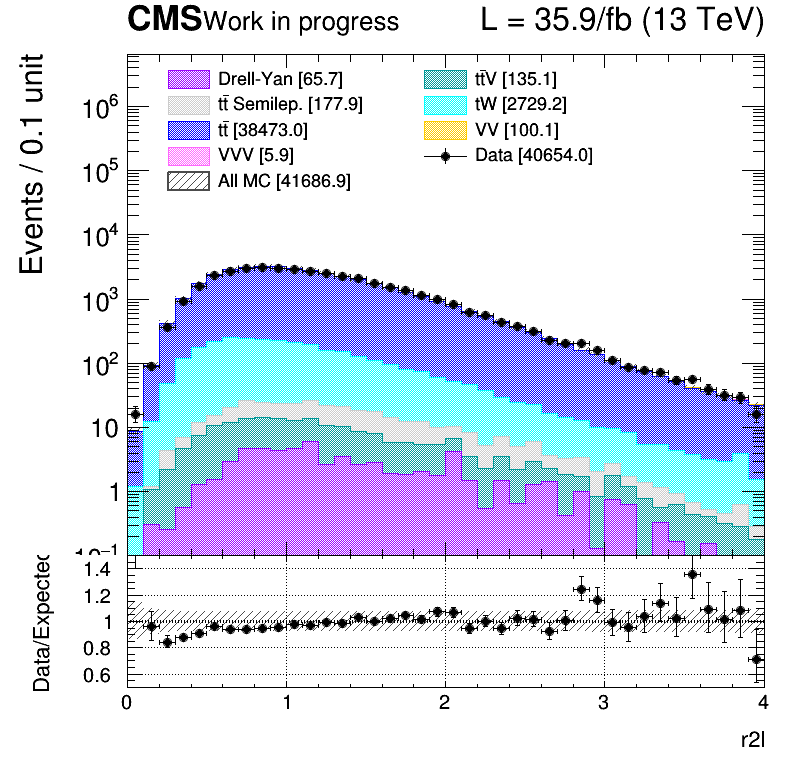 CMS Work in progress L = 35.9/fb (13 TeV)
Events / 0.1 unit
Drell-Yan [65.7]
tt̄ Semilep. [177.9]
tt̄ [38473.0]
VVV [5.9]
All MC [41686.9]
tt̄V [135.1]
tW [2729.2]
VV [100.1]
Data [40654.0]
10⁶
10⁵
10⁴
10³
10²
10
1
10⁻¹
Data/Expected
1.4
1.2
1
0.8
0.6
0 1 2 3 4
r2l